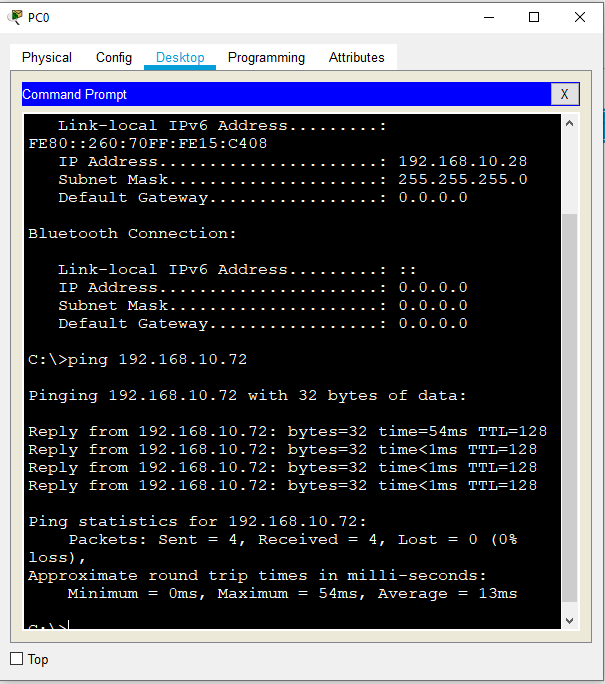 PC0
Physical Config Desktop Programming Attributes
Command Prompt X
Link-local IPv6 Address.........:
FE80::260:70FF:FE15:C408
IP Address......................: 192.168.10.28
Subnet Mask.....................: 255.255.255.0
Default Gateway.................: 0.0.0.0
Bluetooth Connection:
Link-local IPv6 Address.........: ::
IP Address......................: 0.0.0.0
Subnet Mask.....................: 0.0.0.0
Default Gateway.................: 0.0.0.0
C:\>ping 192.168.10.72
Pinging 192.168.10.72 with 32 bytes of data:
Reply from 192.168.10.72: bytes=32 time=54ms TTL=128
Reply from 192.168.10.72: bytes=32 time<1ms TTL=128
Reply from 192.168.10.72: bytes=32 time<1ms TTL=128
Reply from 192.168.10.72: bytes=32 time<1ms TTL=128
Ping statistics for 192.168.10.72:
Packets: Sent = 4, Received = 4, Lost = 0 (0%
loss),
Approximate round trip times in milli-seconds:
Minimum = 0ms, Maximum = 54ms, Average = 13ms
C:\>
Top